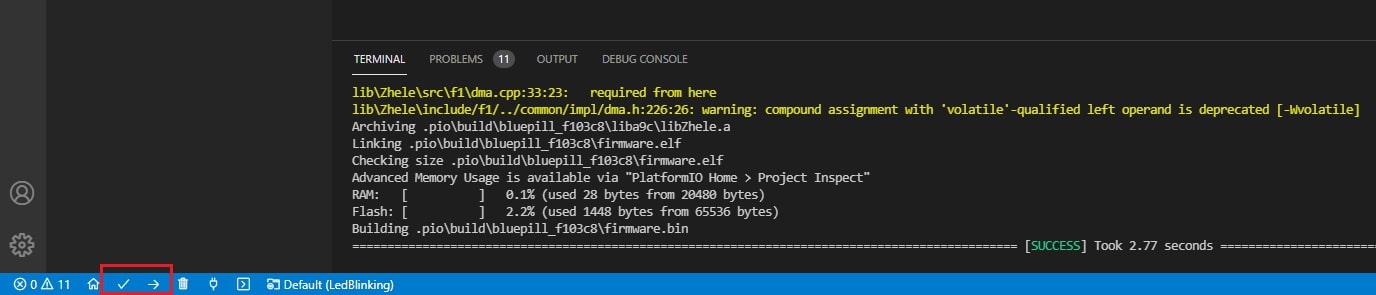 TERMINAL PROBLEMS 11 OUTPUT DEBUG CONSOLE
lib\Zhele\src\f1\dma.cpp:33:23:   required from here
lib\Zhele\include/f1/../common/impl/dma.h:226:26: warning: compound assignment with 'volatile'-qualified left operand is deprecated [-Wvolatile]
Archiving .pio\build\bluepill_f103c8\liba9c\libZhele.a
Linking .pio\build\bluepill_f103c8\firmware.elf
Checking size .pio\build\bluepill_f103c8\firmware.elf
Advanced Memory Usage is available via "PlatformIO Home > Project Inspect"
RAM:   [          ]   0.1% (used 28 bytes from 20480 bytes)
Flash: [          ]   2.2% (used 1448 bytes from 65536 bytes)
Building .pio\build\bluepill_f103c8\firmware.bin
=============================================================================================== [SUCCESS] Took 2.77 seconds =======================
0 11 Default (LedBlinking)